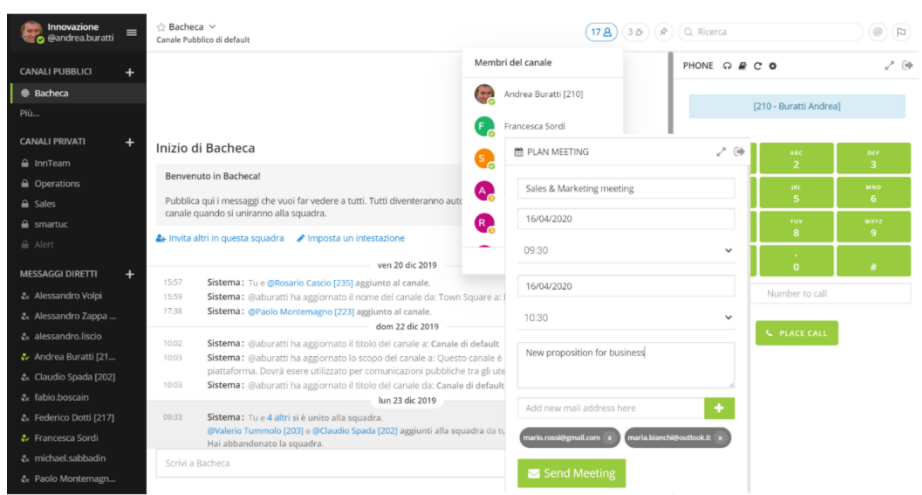 Innovazione
@andrea.buratti
CANALI PUBBLICI +
Bacheca
Più...
CANALI PRIVATI +
InnTeam
Operations
Sales
smartuc
Alert
MESSAGGI DIRETTI +
Alessandro Volpi
Alessandro Zappa ...
alessandro.liscio
Andrea Buratti [21...
Claudio Spada [202]
fabio.boscain
Federico Dotti [217]
Francesca Sordi
michael.sabbadin
Paolo Montemagn...
Bacheca
Canale Pubblico di default
17
3
Ricerca
@
Inizio di Bacheca
Benvenuto in Bacheca!
Pubblica qui i messaggi che vuoi far vedere a tutti. Tutti diventeranno auto
canale quando si uniranno alla squadra.
Invita altri in questa squadra Imposta un intestazione
ven 20 dic 2019
15:57 Sistema: Tu e @Rosario Cascio [235] aggiunto al canale.
15:59 Sistema: @aburatti ha aggiornato il nome del canale da: Town Square a:
17:38 Sistema: @Paolo Montemagno [223] aggiunto al canale.
dom 22 dic 2019
10:02 Sistema: @aburatti ha aggiornato il titolo del canale a: Canale di default
10:03 Sistema: @aburatti ha aggiornato lo scopo del canale a: Questo canale è
piattaforma. Dovrà esere utilizzato per comunicazioni pubbliche tra gli ute
10:03 Sistema: @aburatti ha aggiornato il titolo del canale da: Canale di default
lun 23 dic 2019
09:33 Sistema: Tu e 4 altri si è unito alla squadra.
@Valerio Tummolo [203] e @Claudio Spada [202] aggiunti alla squadra da tu
Hai abbandonato la squadra.
Scrivi a Bacheca
Membri del canale
Andrea Buratti [210]
F Francesca Sordi
S
A
R
PLAN MEETING
Sales & Marketing meeting
16/04/2020
09:30
16/04/2020
10:30
New proposition for business
Add new mail address here +
mario.rossi@gmail.com x maria.bianchi@outlook.it x
Send Meeting
PHONE
[210 - Buratti Andrea]
ABC DEF
2 3
JKL MNO
5 6
TUV WXYZ
8 9
+
0 #
Number to call
PLACE CALL